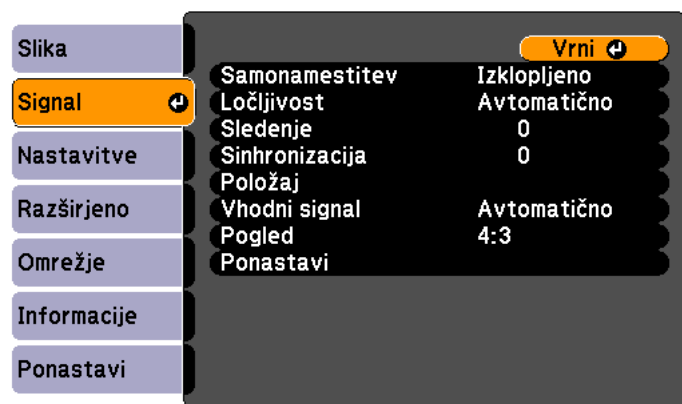 Slika
Signal
Nastavitve
Razširjeno
Omrežje
Informacije
Ponastavi
Vrni
Samonamestitev Izklopljeno
Ločljivost Avtomatično
Sledenje 0
Sinhronizacija 0
Položaj
Vhodni signal Avtomatično
Pogled 4:3
Ponastavi